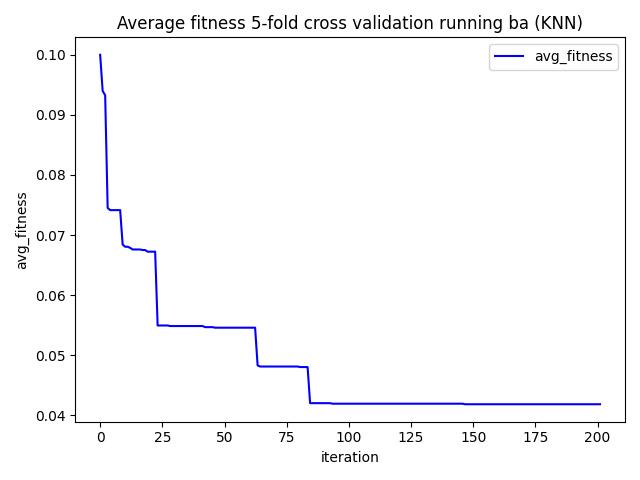 Average fitness 5-fold cross validation running ba (KNN)
avg_fitness
0.10
0.09
0.08
0.07
0.06
0.05
0.04
avg_fitness
0 25 50 75 100 125 150 175 200
iteration